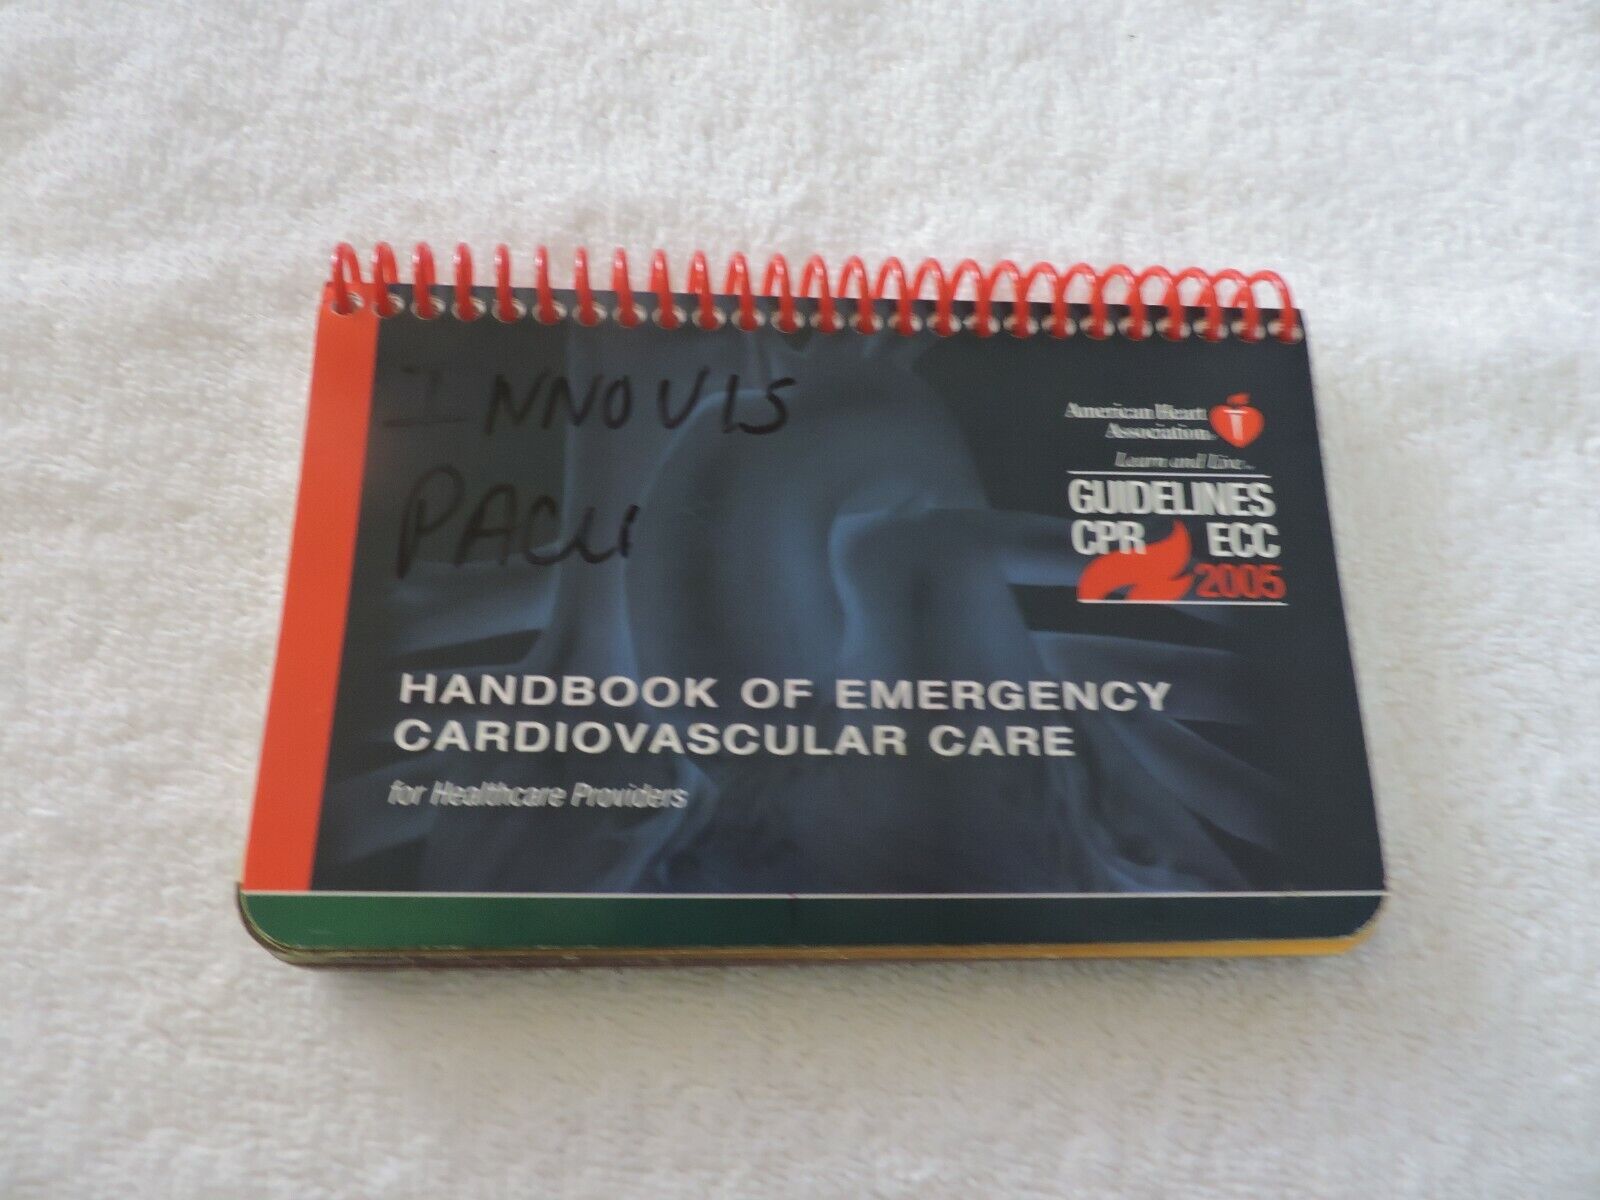 INNOVIS
PACU
American Heart
Association
Learn and Live
GUIDELINES
CPR ECC
2005
HANDBOOK OF EMERGENCY
CARDIOVASCULAR CARE
for Healthcare Providers